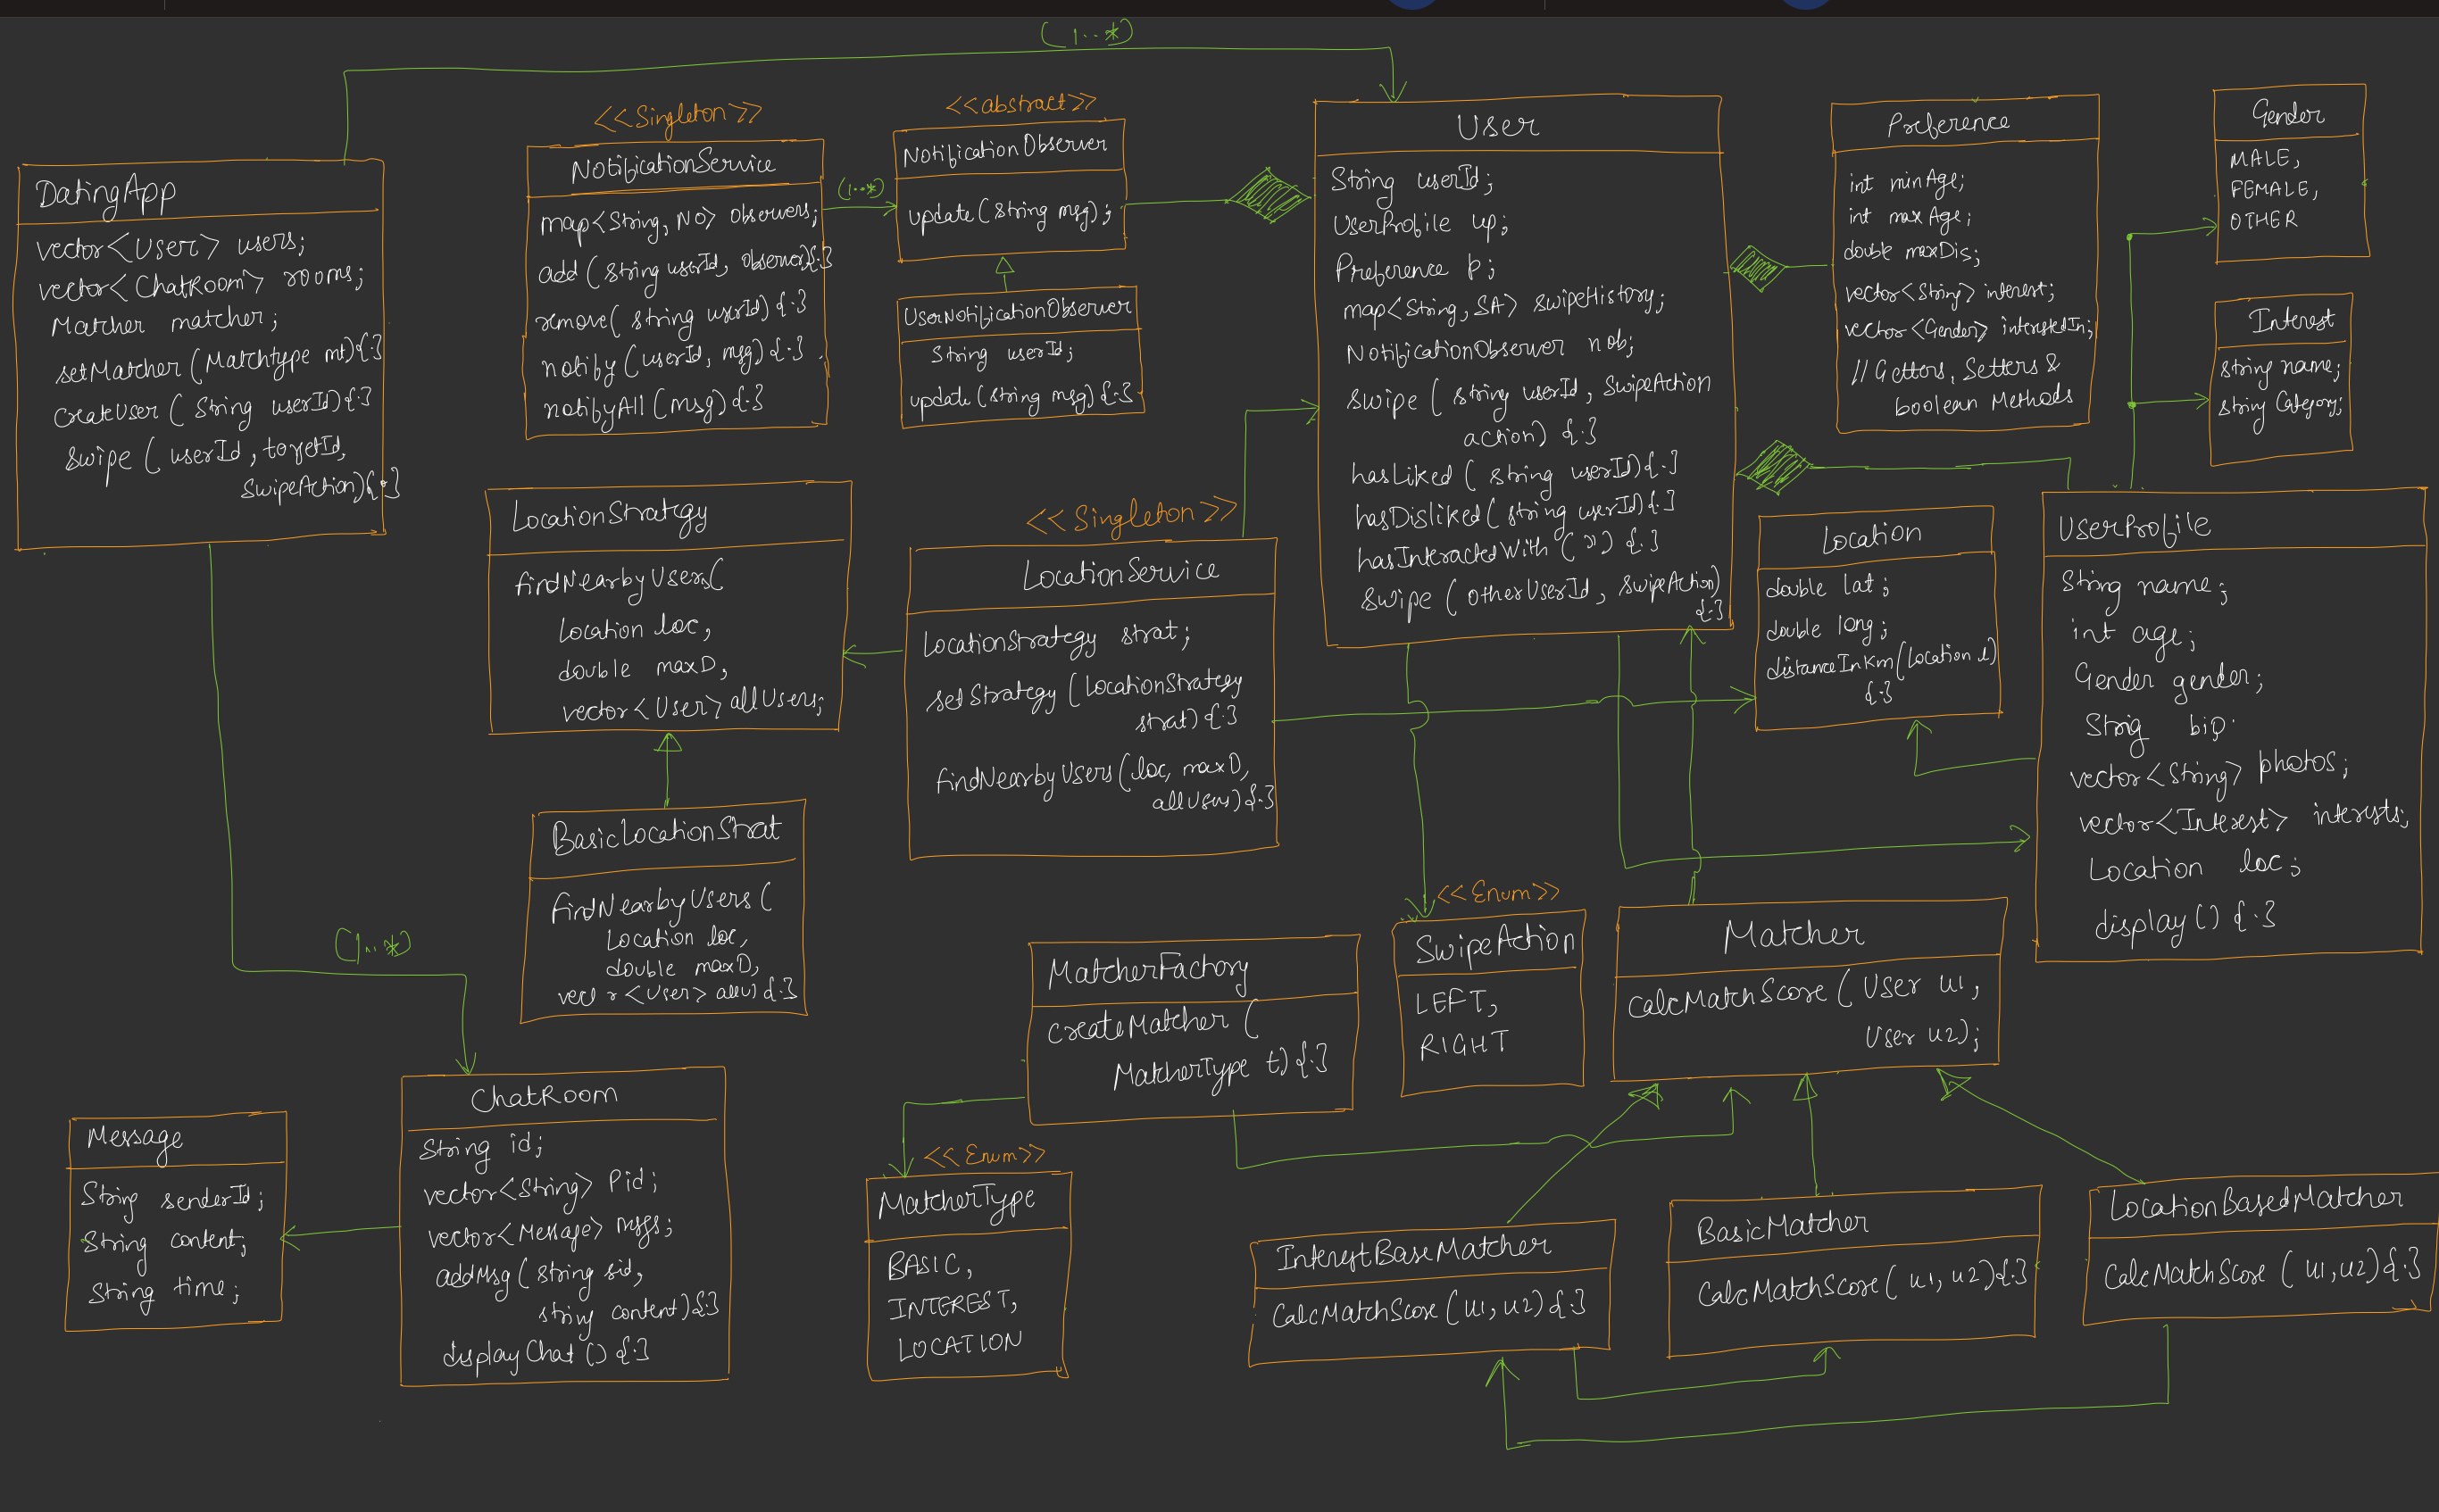 (1..*)
DatingApp
vector<User> users;
vector<ChatRoom> rooms;
Matcher matcher;
setMatcher (Matchtype mt){:}
createUser ( String userId){:}
swipe ( userId, targetId,
SwipeAction){:}
<<Singleton>>
NotificationService
map<String, NO> Observers;
add (string userId, Observer){:}
remove( string userId){:}
notify (userId, msg){:}
notifyAll (msg){:}
(1..*)
<<abstract>>
NotificationObserver
update(string msg);
UserNotificationObserver
String userId;
update(string msg){:}
User
String userId;
UserProfile up;
Preference p;
map<String, SA> swipeHistory;
NotificationObserver nob;
swipe ( string userId, SwipeAction
action) {:}
hasLiked ( string userId){:}
hasDisliked( string userId){:}
hasInteractedWith ( ") {:}
swipe ( otherUserId, swipeAction)
{:}
Preference
int minAge;
int maxAge;
double maxDis;
vector<String> interest;
vector<Gender> interestedIn;
// Getters, Setters &
boolean Methods
Gender
MALE,
FEMALE,
OTHER
Interest
string name;
string Category;
LocationStrategy
findNearbyUsers(
Location loc,
double maxD,
vector<User> allUsers;
<<Singleton>>
LocationService
LocationStrategy strat;
setStrategy (LocationStrategy
strat){:}
findNearbyUsers(loc, maxD,
allUsers){:}
Location
double lat;
double long;
distanceInKm(Location l)
{:}
UserProfile
String name;
int age;
Gender gender;
String bio;
vector<String> photos;
vector<Interest> interests;
Location loc;
display() {:}
BasicLocationStrat
findNearbyUsers (
Location loc,
double maxD,
vect r<User> allU){:}
(1..*)
MatcherFactory
createMatcher (
MatcherType t){:}
<<Enum>>
SwipeAction
LEFT,
RIGHT
Matcher
calcMatchScore ( User u1,
User u2);
Message
String senderId;
String content;
String time;
ChatRoom
String id;
vector<String> Pid;
vector<Message> msgs;
addMsg( string sid,
string content){:}
displayChat () {:}
<<Enum>>
MatcherType
BASIC,
INTEREST,
LOCATION
InterestBaseMatcher
CalcMatchScore(u1, u2){:}
BasicMatcher
CalcMatchScore( u1, u2){:}
LocationBasedMatcher
CalcMatchScore ( u1, u2){:}